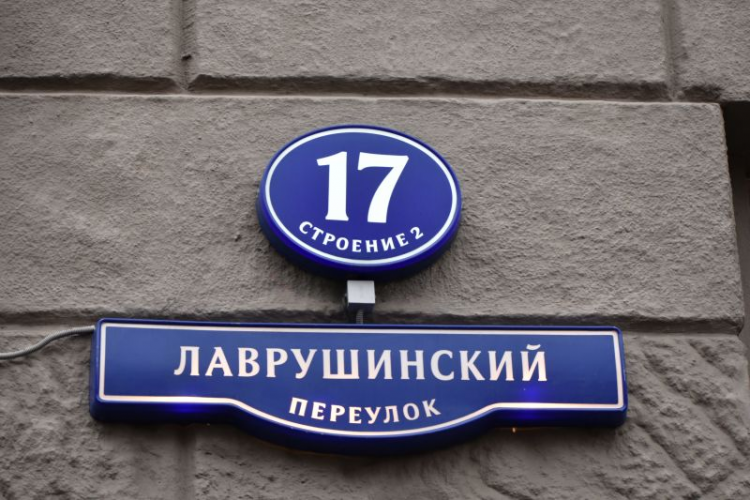 17
СТРОЕНИЕ 2
ЛАВРУШИНСКИЙ
ПЕРЕУЛОК